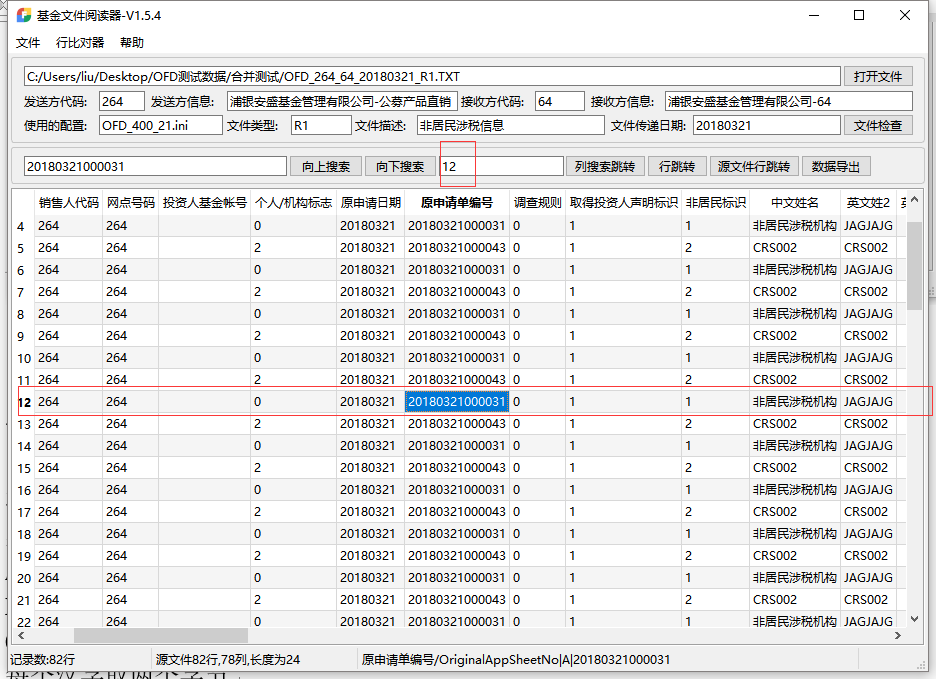 基金文件阅读器-V1.5.4
文件 行比对器 帮助
C:/Users/liu/Desktop/OFD测试数据/合并测试/OFD_264_64_20180321_R1.TXT 打开文件
发送方代码: 264 发送方信息: 浦银安盛基金管理有限公司-公募产品直销 接收方代码: 64 接收方信息: 浦银安盛基金管理有限公司-64
使用的配置: OFD_400_21.ini 文件类型: R1 文件描述: 非居民涉税信息 文件传递日期: 20180321 文件检查
20180321000031 向上搜索 向下搜索 12 列搜索跳转 行跳转 源文件行跳转 数据导出
销售人代码 网点号码 投资人基金帐号 个人/机构标志 原申请日期 原申请单编号 调查规则 取得投资人声明标识 非居民标识 中文姓名 英文姓2
4 264 264 0 20180321 20180321000031 0 1 1 非居民涉税机构 JAGJAJG
5 264 264 2 20180321 20180321000043 0 1 2 CRS002 CRS002
6 264 264 0 20180321 20180321000031 0 1 1 非居民涉税机构 JAGJAJG
7 264 264 2 20180321 20180321000043 0 1 2 CRS002 CRS002
8 264 264 0 20180321 20180321000031 0 1 1 非居民涉税机构 JAGJAJG
9 264 264 2 20180321 20180321000043 0 1 2 CRS002 CRS002
10 264 264 0 20180321 20180321000031 0 1 1 非居民涉税机构 JAGJAJG
11 264 264 2 20180321 20180321000043 0 1 2 CRS002 CRS002
12 264 264 0 20180321 20180321000031 0 1 1 非居民涉税机构 JAGJAJG
13 264 264 2 20180321 20180321000043 0 1 2 CRS002 CRS002
14 264 264 0 20180321 20180321000031 0 1 1 非居民涉税机构 JAGJAJG
15 264 264 2 20180321 20180321000043 0 1 2 CRS002 CRS002
16 264 264 0 20180321 20180321000031 0 1 1 非居民涉税机构 JAGJAJG
17 264 264 2 20180321 20180321000043 0 1 2 CRS002 CRS002
18 264 264 0 20180321 20180321000031 0 1 1 非居民涉税机构 JAGJAJG
19 264 264 2 20180321 20180321000043 0 1 2 CRS002 CRS002
20 264 264 0 20180321 20180321000031 0 1 1 非居民涉税机构 JAGJAJG
21 264 264 2 20180321 20180321000043 0 1 2 CRS002 CRS002
22 264 264 0 20180321 20180321000031 0 1 1 非居民涉税机构 JAGJAJG
记录数:82行 源文件82行,78列,长度为24 原申请单编号/OriginalAppSheetNo|A|20180321000031